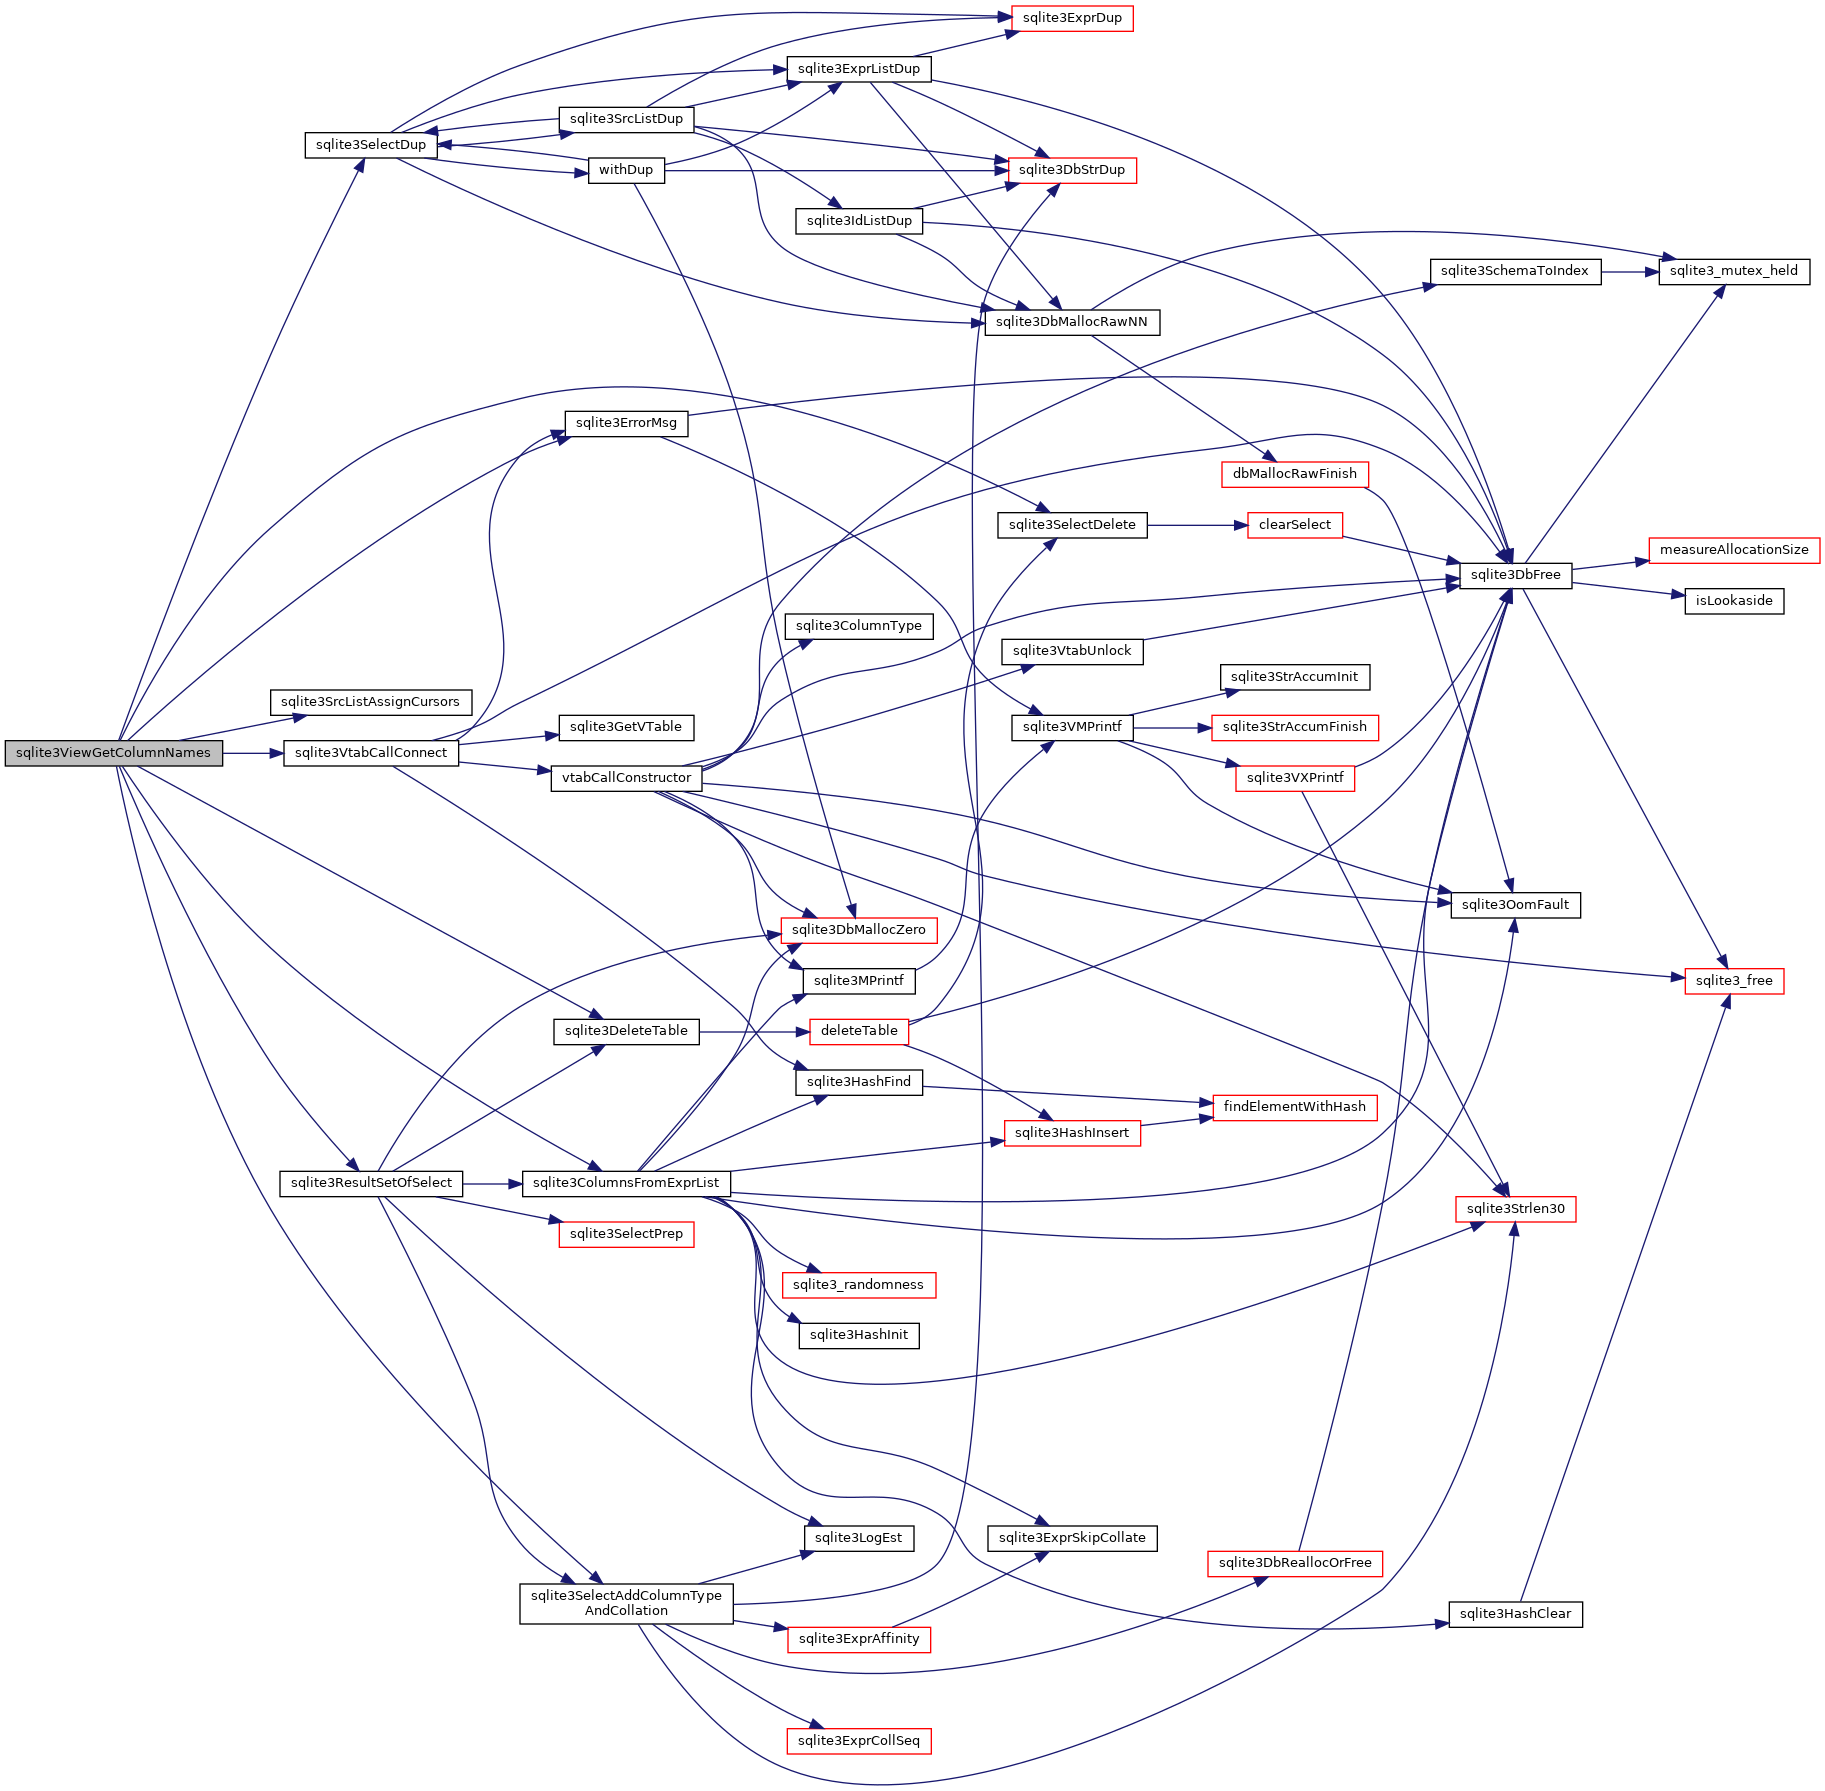 sqlite3ExprDup
sqlite3ExprListDup
sqlite3SrcListDup
sqlite3SelectDup
withDup
sqlite3DbStrDup
sqlite3IdListDup
sqlite3SchemaToIndex
sqlite3_mutex_held
sqlite3DbMallocRawNN
sqlite3ErrorMsg
dbMallocRawFinish
sqlite3SelectDelete
clearSelect
measureAllocationSize
sqlite3DbFree
isLookaside
sqlite3ColumnType
sqlite3VtabUnlock
sqlite3StrAccumInit
sqlite3SrcListAssignCursors
sqlite3GetVTable
sqlite3VMPrintf
sqlite3StrAccumFinish
sqlite3ViewGetColumnNames
sqlite3VtabCallConnect
vtabCallConstructor
sqlite3VXPrintf
sqlite3OomFault
sqlite3DbMallocZero
sqlite3MPrintf
sqlite3_free
sqlite3DeleteTable
deleteTable
sqlite3HashFind
findElementWithHash
sqlite3HashInsert
sqlite3ResultSetOfSelect
sqlite3ColumnsFromExprList
sqlite3Strlen30
sqlite3SelectPrep
sqlite3_randomness
sqlite3HashInit
sqlite3LogEst
sqlite3ExprSkipCollate
sqlite3DbReallocOrFree
sqlite3SelectAddColumnType
AndCollation
sqlite3HashClear
sqlite3ExprAffinity
sqlite3ExprCollSeq